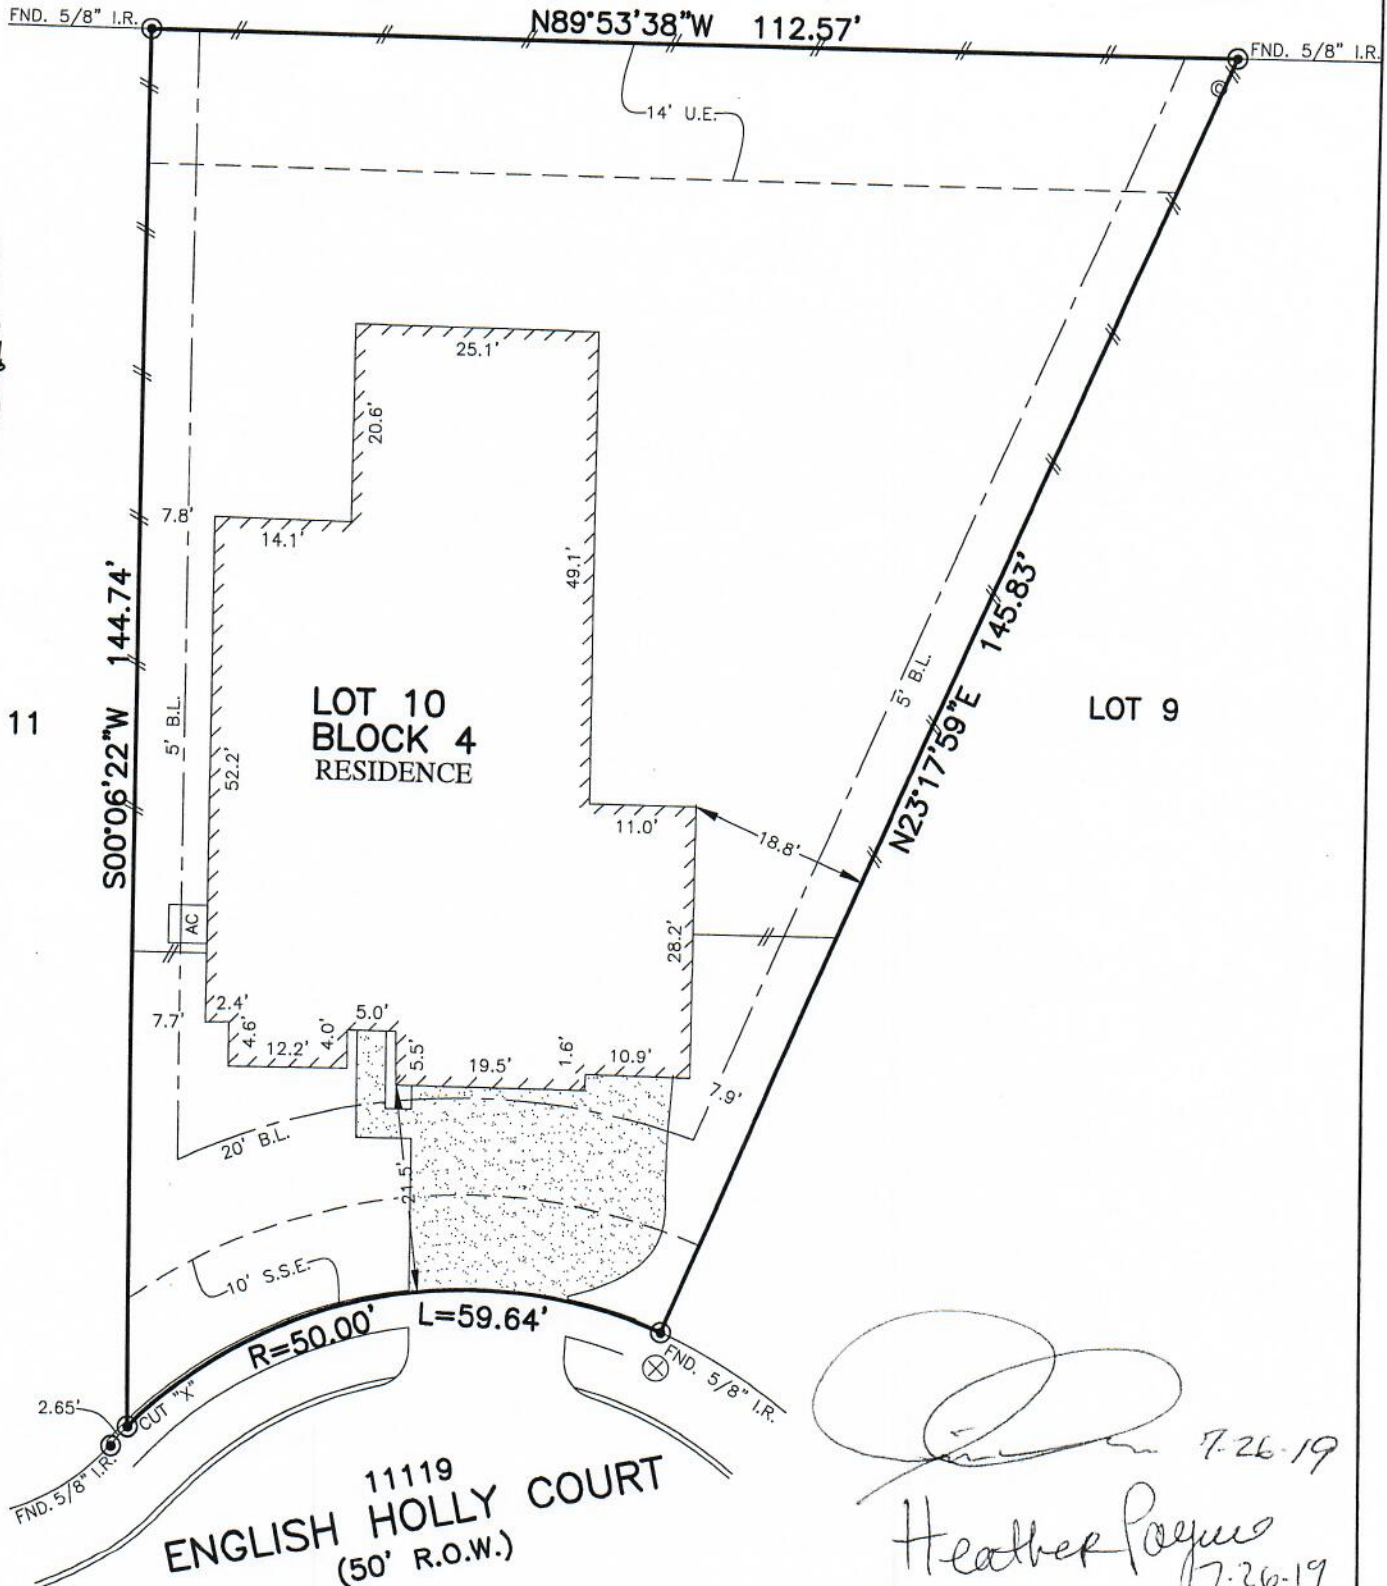 FND. 5/8" I.R.
N89°53'38"W 112.57'
FND. 5/8" I.R.
14' U.E.
25.1'
20.6'
7.8'
14.1'
49.1'
S00°06'22"W 144.74'
5' B.L.
52.2'
11
LOT 10
BLOCK 4
RESIDENCE
5' B.L.
N23°17'59"E 145.83'
LOT 9
11.0'
18.8'
AC
28.2'
2.4'
7.7'
4.6'
12.2'
4.0'
5.0'
5.5'
19.5'
1.6'
10.9'
7.9'
20' B.L.
21.5'
10' S.S.E.
R=50.00'
L=59.64'
FND. 5/8" I.R.
2.65'
CUT "X"
FND. 5/8" I.R.
11119
ENGLISH HOLLY COURT
(50' R.O.W.)
7-26-19
Heather Payne
7-26-19